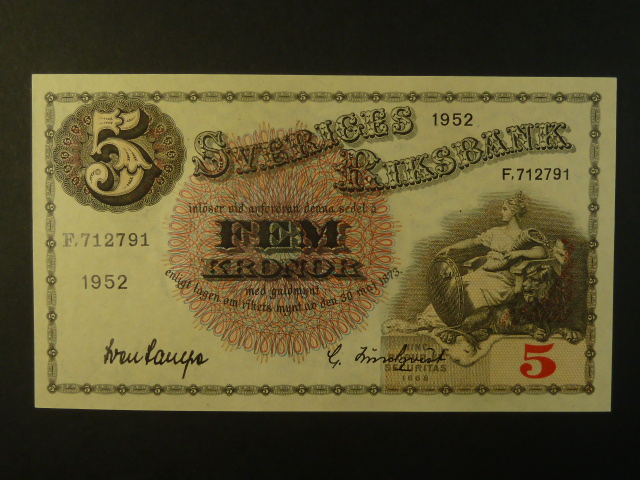 5
SVERIGES
1952
RIKSBANK
F.712791
inlöser vid anfordran denna sedel å
F.712791
FEM
KRONOR
1952
med guldmynt
enligt lagen om rikets mynt av den 30 maj 1873.
HINC
SECURITAS
1668
5